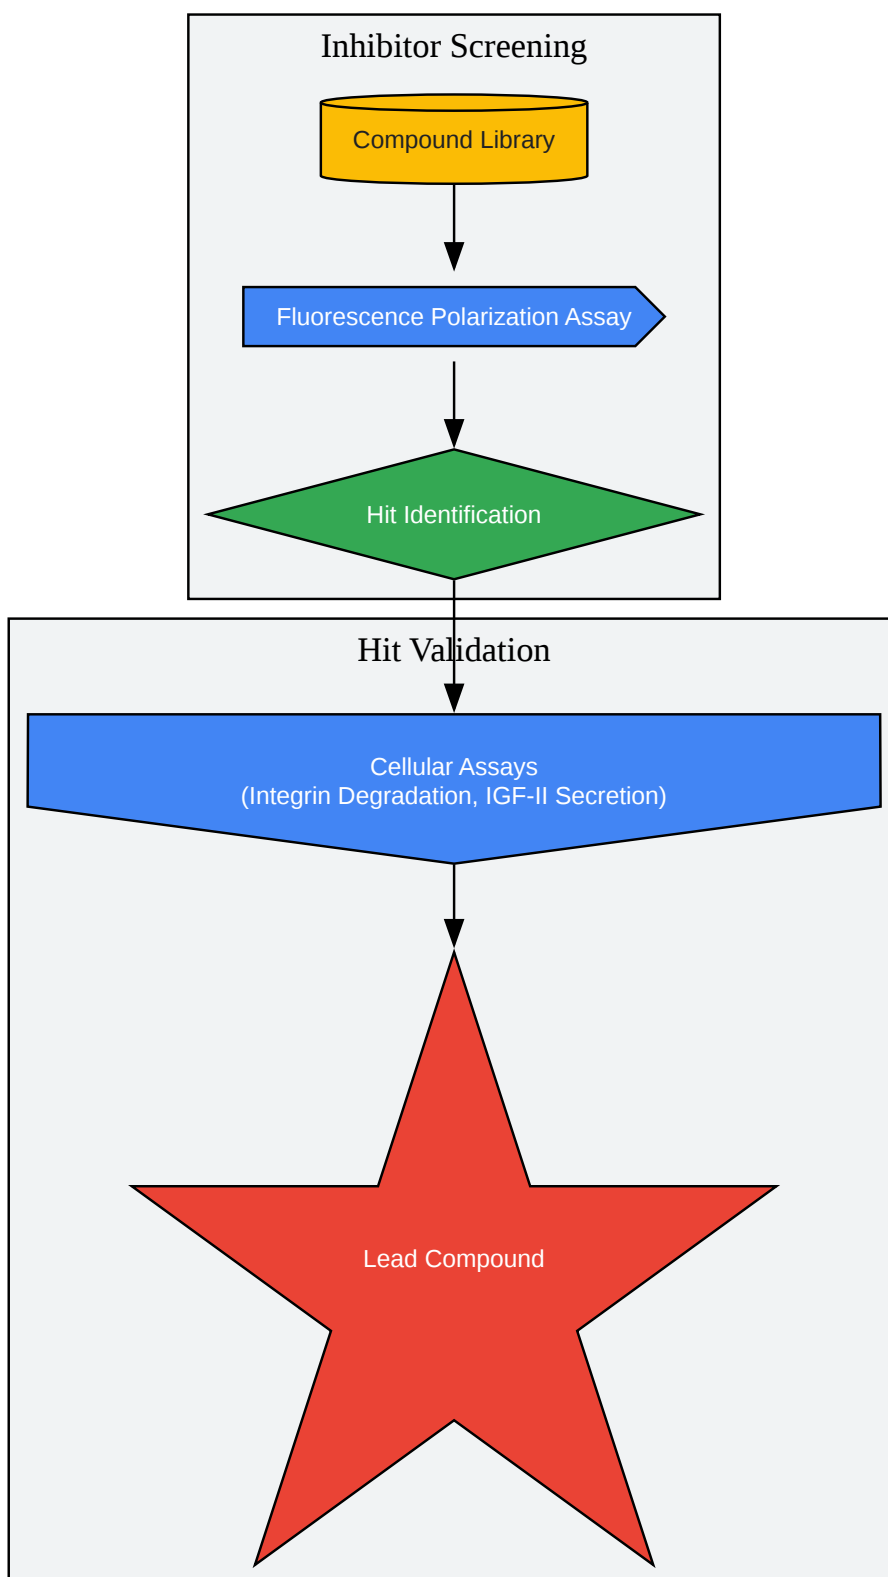 Inhibitor Screening
Compound Library
Fluorescence Polarization Assay
Hit Identification
Hit Validation
Cellular Assays
(Integrin Degradation, IGF-II Secretion)
Lead Compound